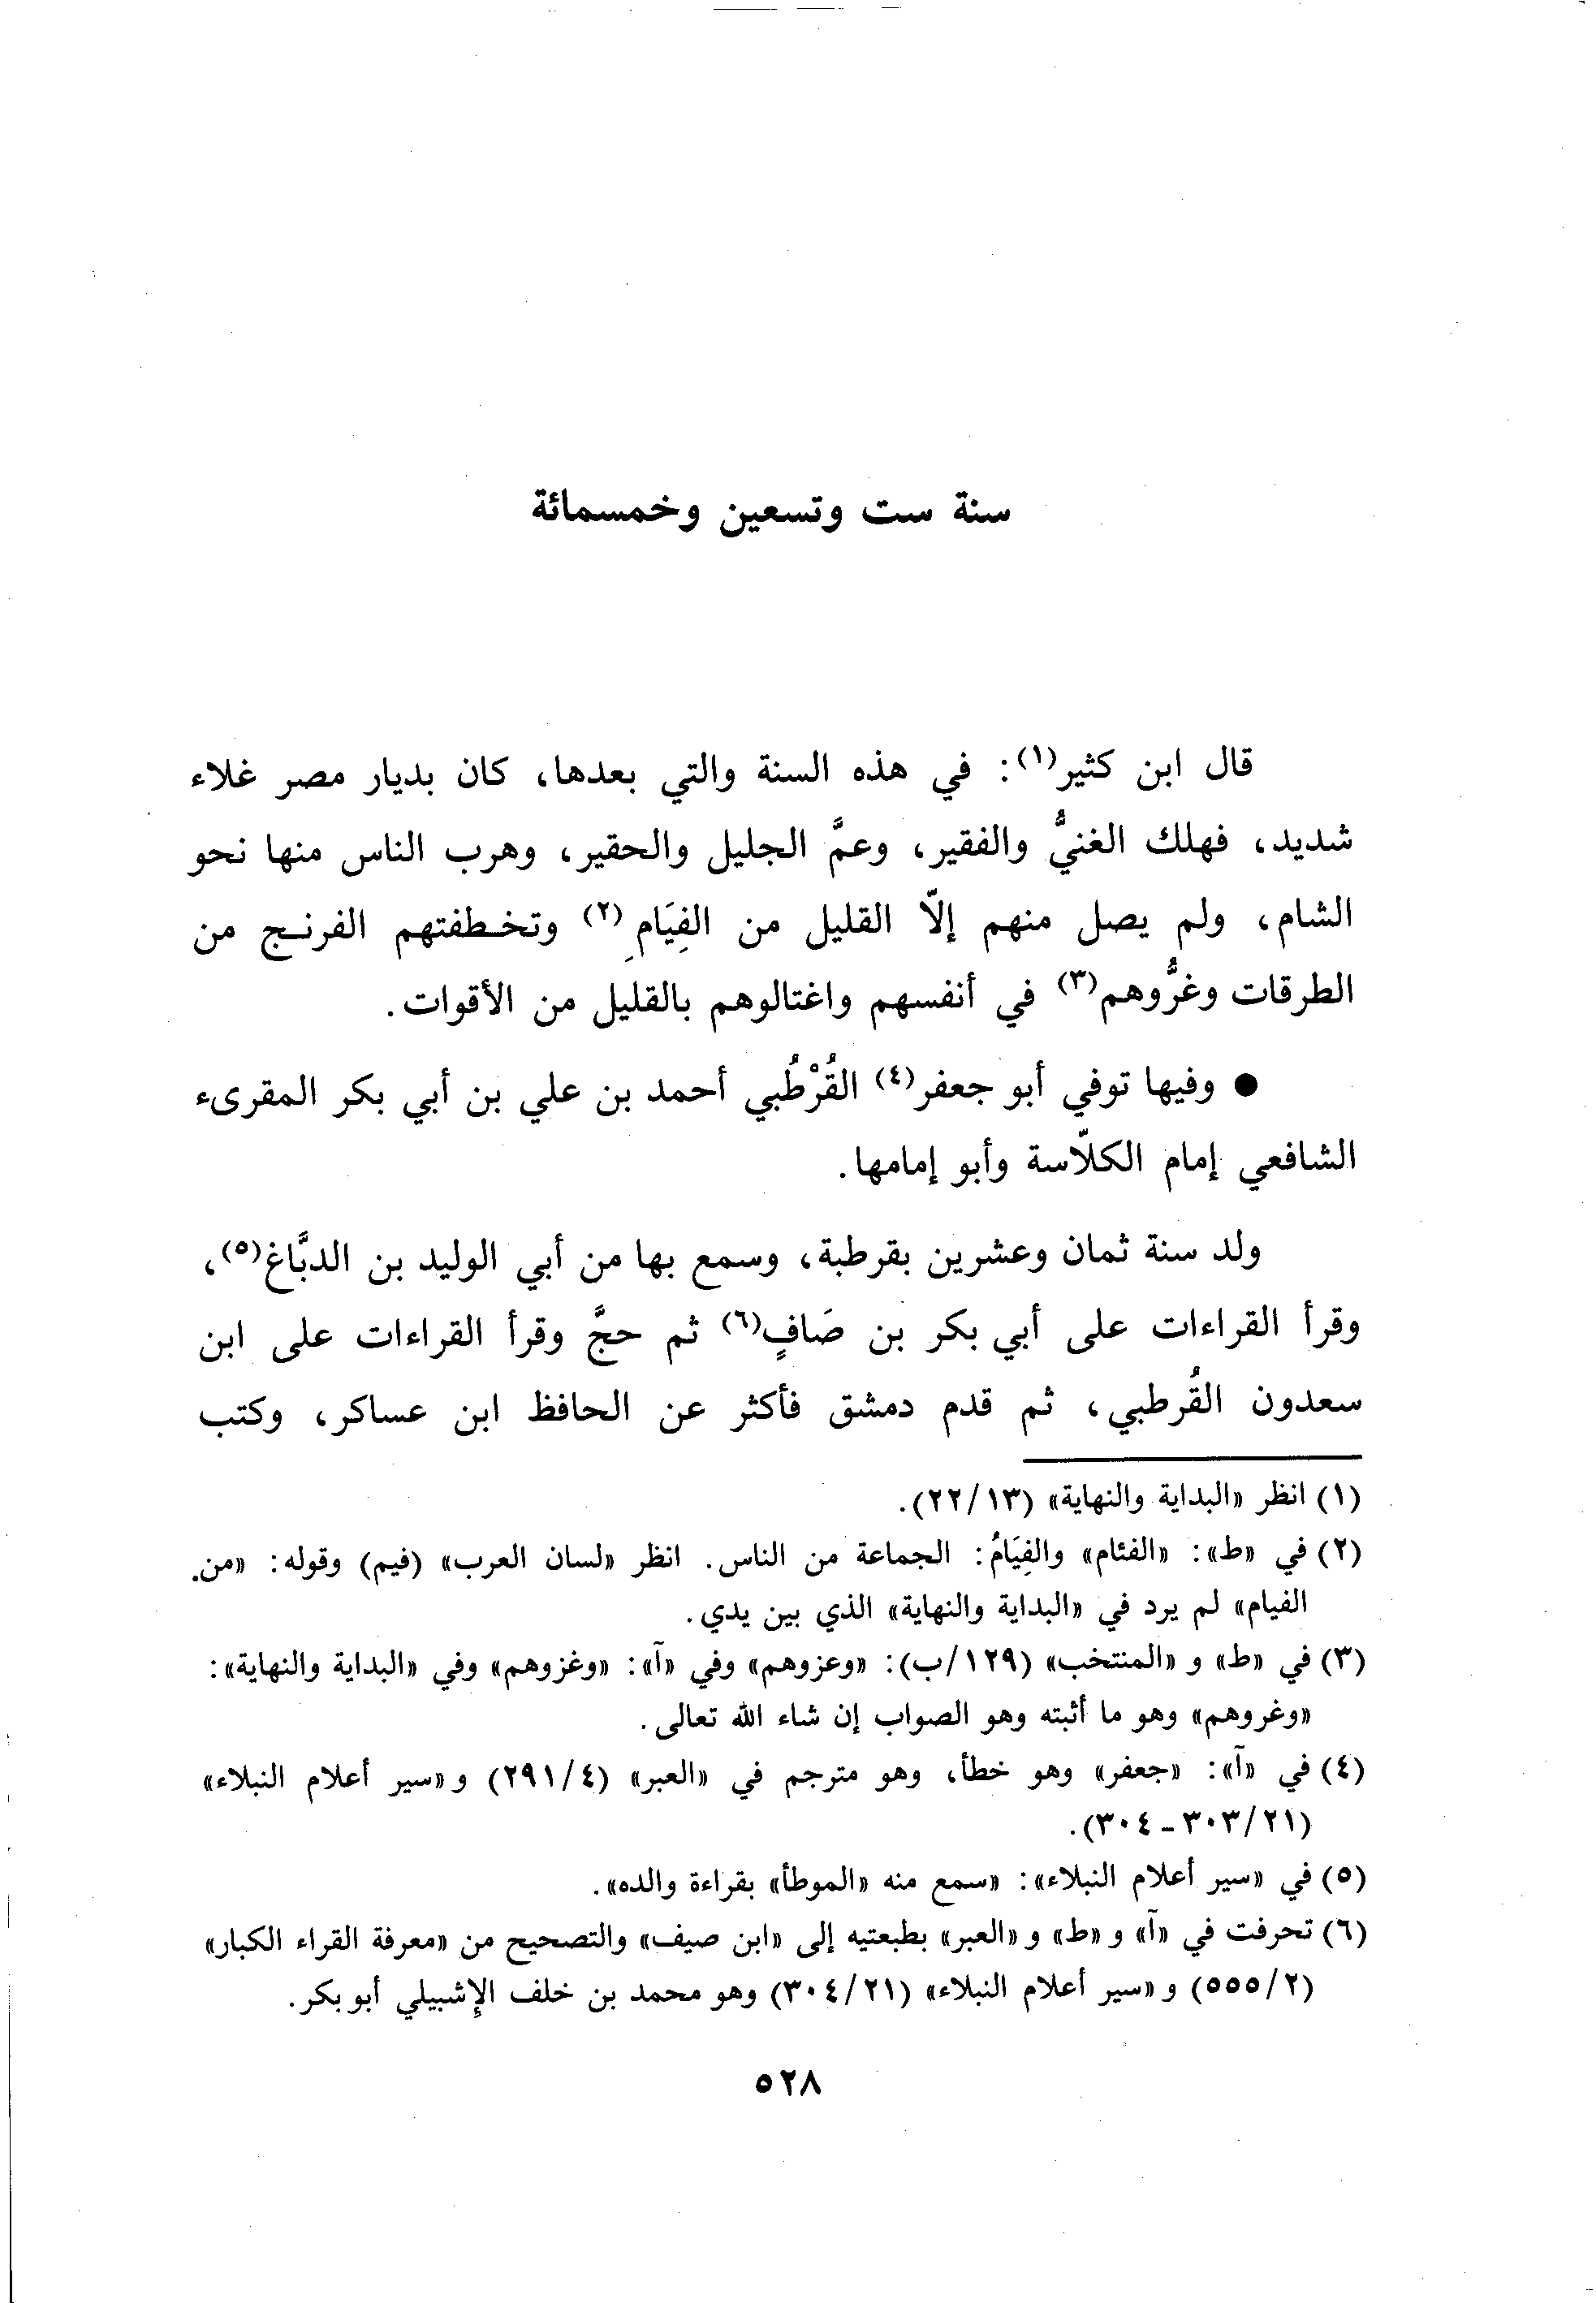 سنة ست وتسعين وخمسمائة
قال ابن كثير(١): في هذه السنة والتي بعدها، كان بديار مصر غلاء
شديد، فهلك الغنيُّ والفقير، وعمَّ الجليل والحقير، وهرب الناس منها نحو
الشام، ولم يصل منهم إلّا القليل من الفِيَامِ(٢) وتخطفتهم الفرنج من
الطرقات وغرُّوهم(٣) في أنفسهم واغتالوهم بالقليل من الأقوات.
● وفيها توفي أبو جعفر(٤) القُرْطُبي أحمد بن علي بن أبي بكر المقرىء
الشافعي إمام الكلّاسة وأبو إمامها.
ولد سنة ثمان وعشرين بقرطبة، وسمع بها من أبي الوليد بن الدبَّاغ(٥)،
وقرأ القراءات على أبي بكر بن صَافٍ(٦) ثم حجَّ وقرأ القراءات على ابن
سعدون القُرطبي، ثم قدم دمشق فأكثر عن الحافظ ابن عساكر، وكتب
(١) انظر «البداية والنهاية» (٢٢/١٣).
(٢) في «ط»: «الفئام» والفِيَامُ: الجماعة من الناس. انظر «لسان العرب» (فيم) وقوله: «من.
الفيام» لم يرد في «البداية والنهاية» الذي بين يدي.
(٣) في «ط» و «المنتخب» (١٢٩/ب): «وعزوهم» وفي «آ»: «وغزوهم» وفي «البداية والنهاية»:
«وغروهم» وهو ما أثبته وهو الصواب إن شاء الله تعالى.
(٤) في «آ»: «جعفر» وهو خطأ، وهو مترجم في «العبر» (٢٩١/٤) و «سير أعلام النبلاء»
(٣٠٣/٢١ - ٣٠٤).
(٥) في «سير أعلام النبلاء»: «سمع منه «الموطأ» بقراءة والده».
(٦) تحرفت في «آ» و «ط» و «العبر» بطبعتيه إلى «ابن صيف» والتصحيح من «معرفة القراء الكبار»
(٥٥٥/٢) و «سير أعلام النبلاء» (٣٠٤/٢١) وهو محمد بن خلف الإشبيلي أبو بكر.
٥٢٨